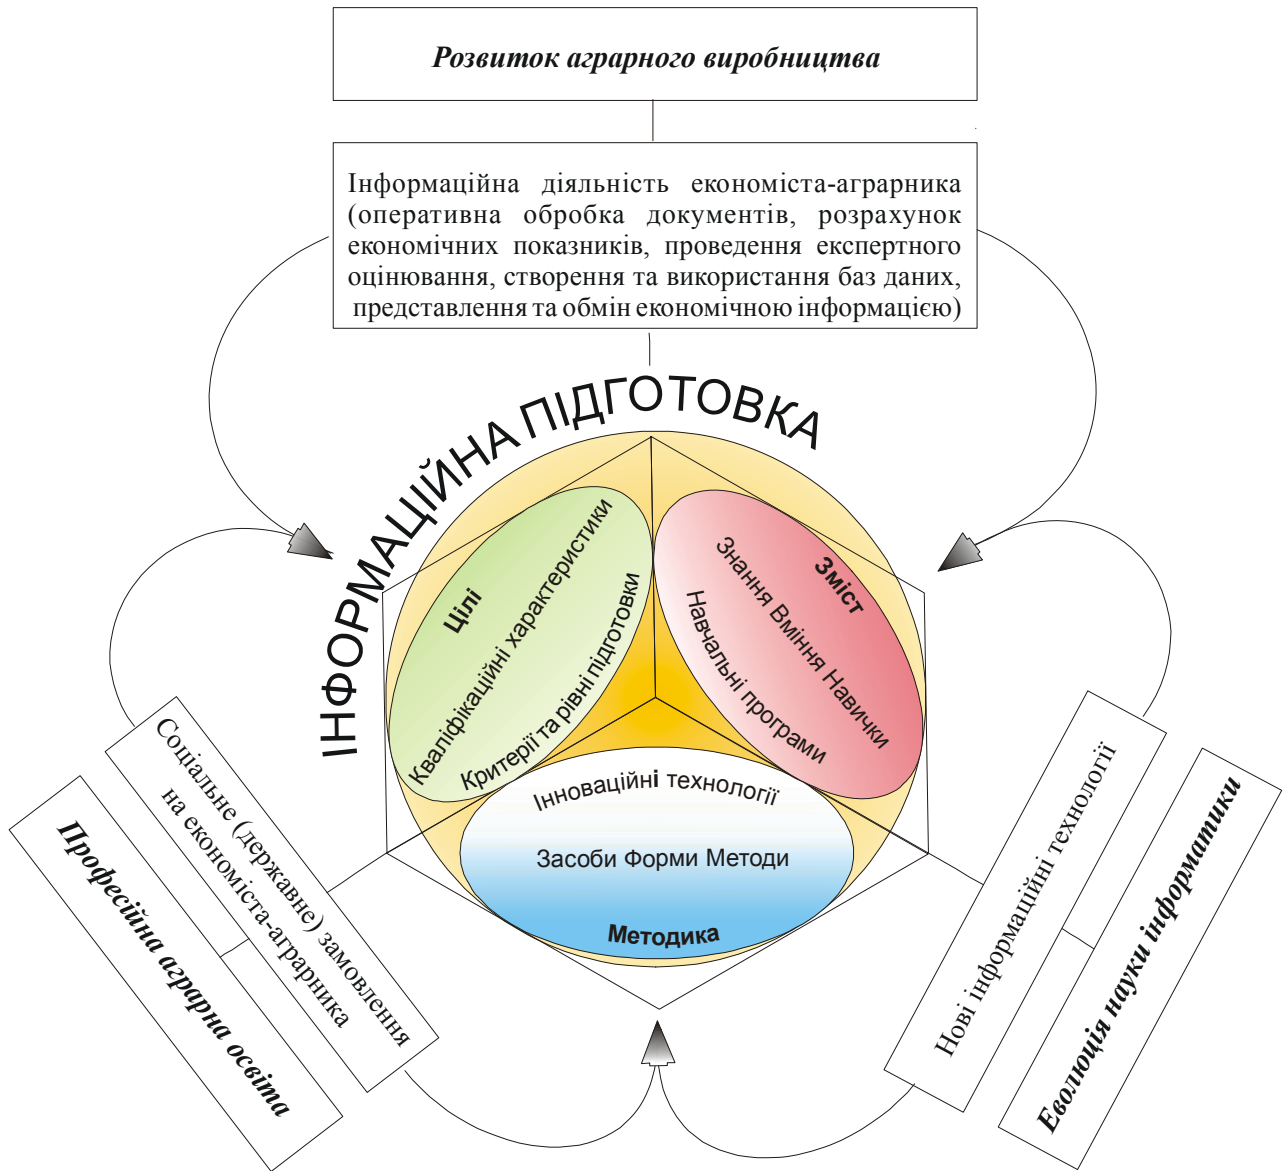 Розвиток аграрного виробництва
Інформаційна діяльність економіста-аграрника
(оперативна обробка документів, розрахунок
економічних показників, проведення експертного
оцінювання, створення та використання баз даних,
представлення та обмін економічною інформацією)
ІНФОРМАЦІЙНА ПІДГОТОВКА
Цілі
Кваліфікаційні характеристики
Критерії та рівні підготовки
Зміст
Знання Вміння Навички
Навчальні програми
Інноваційні технології
Засоби Форми Методи
Методика
Соціальне (державне) замовлення
на економіста-аграрника
Професійна аграрна освіта
Нові інформаційні технології
Еволюція науки інформатики